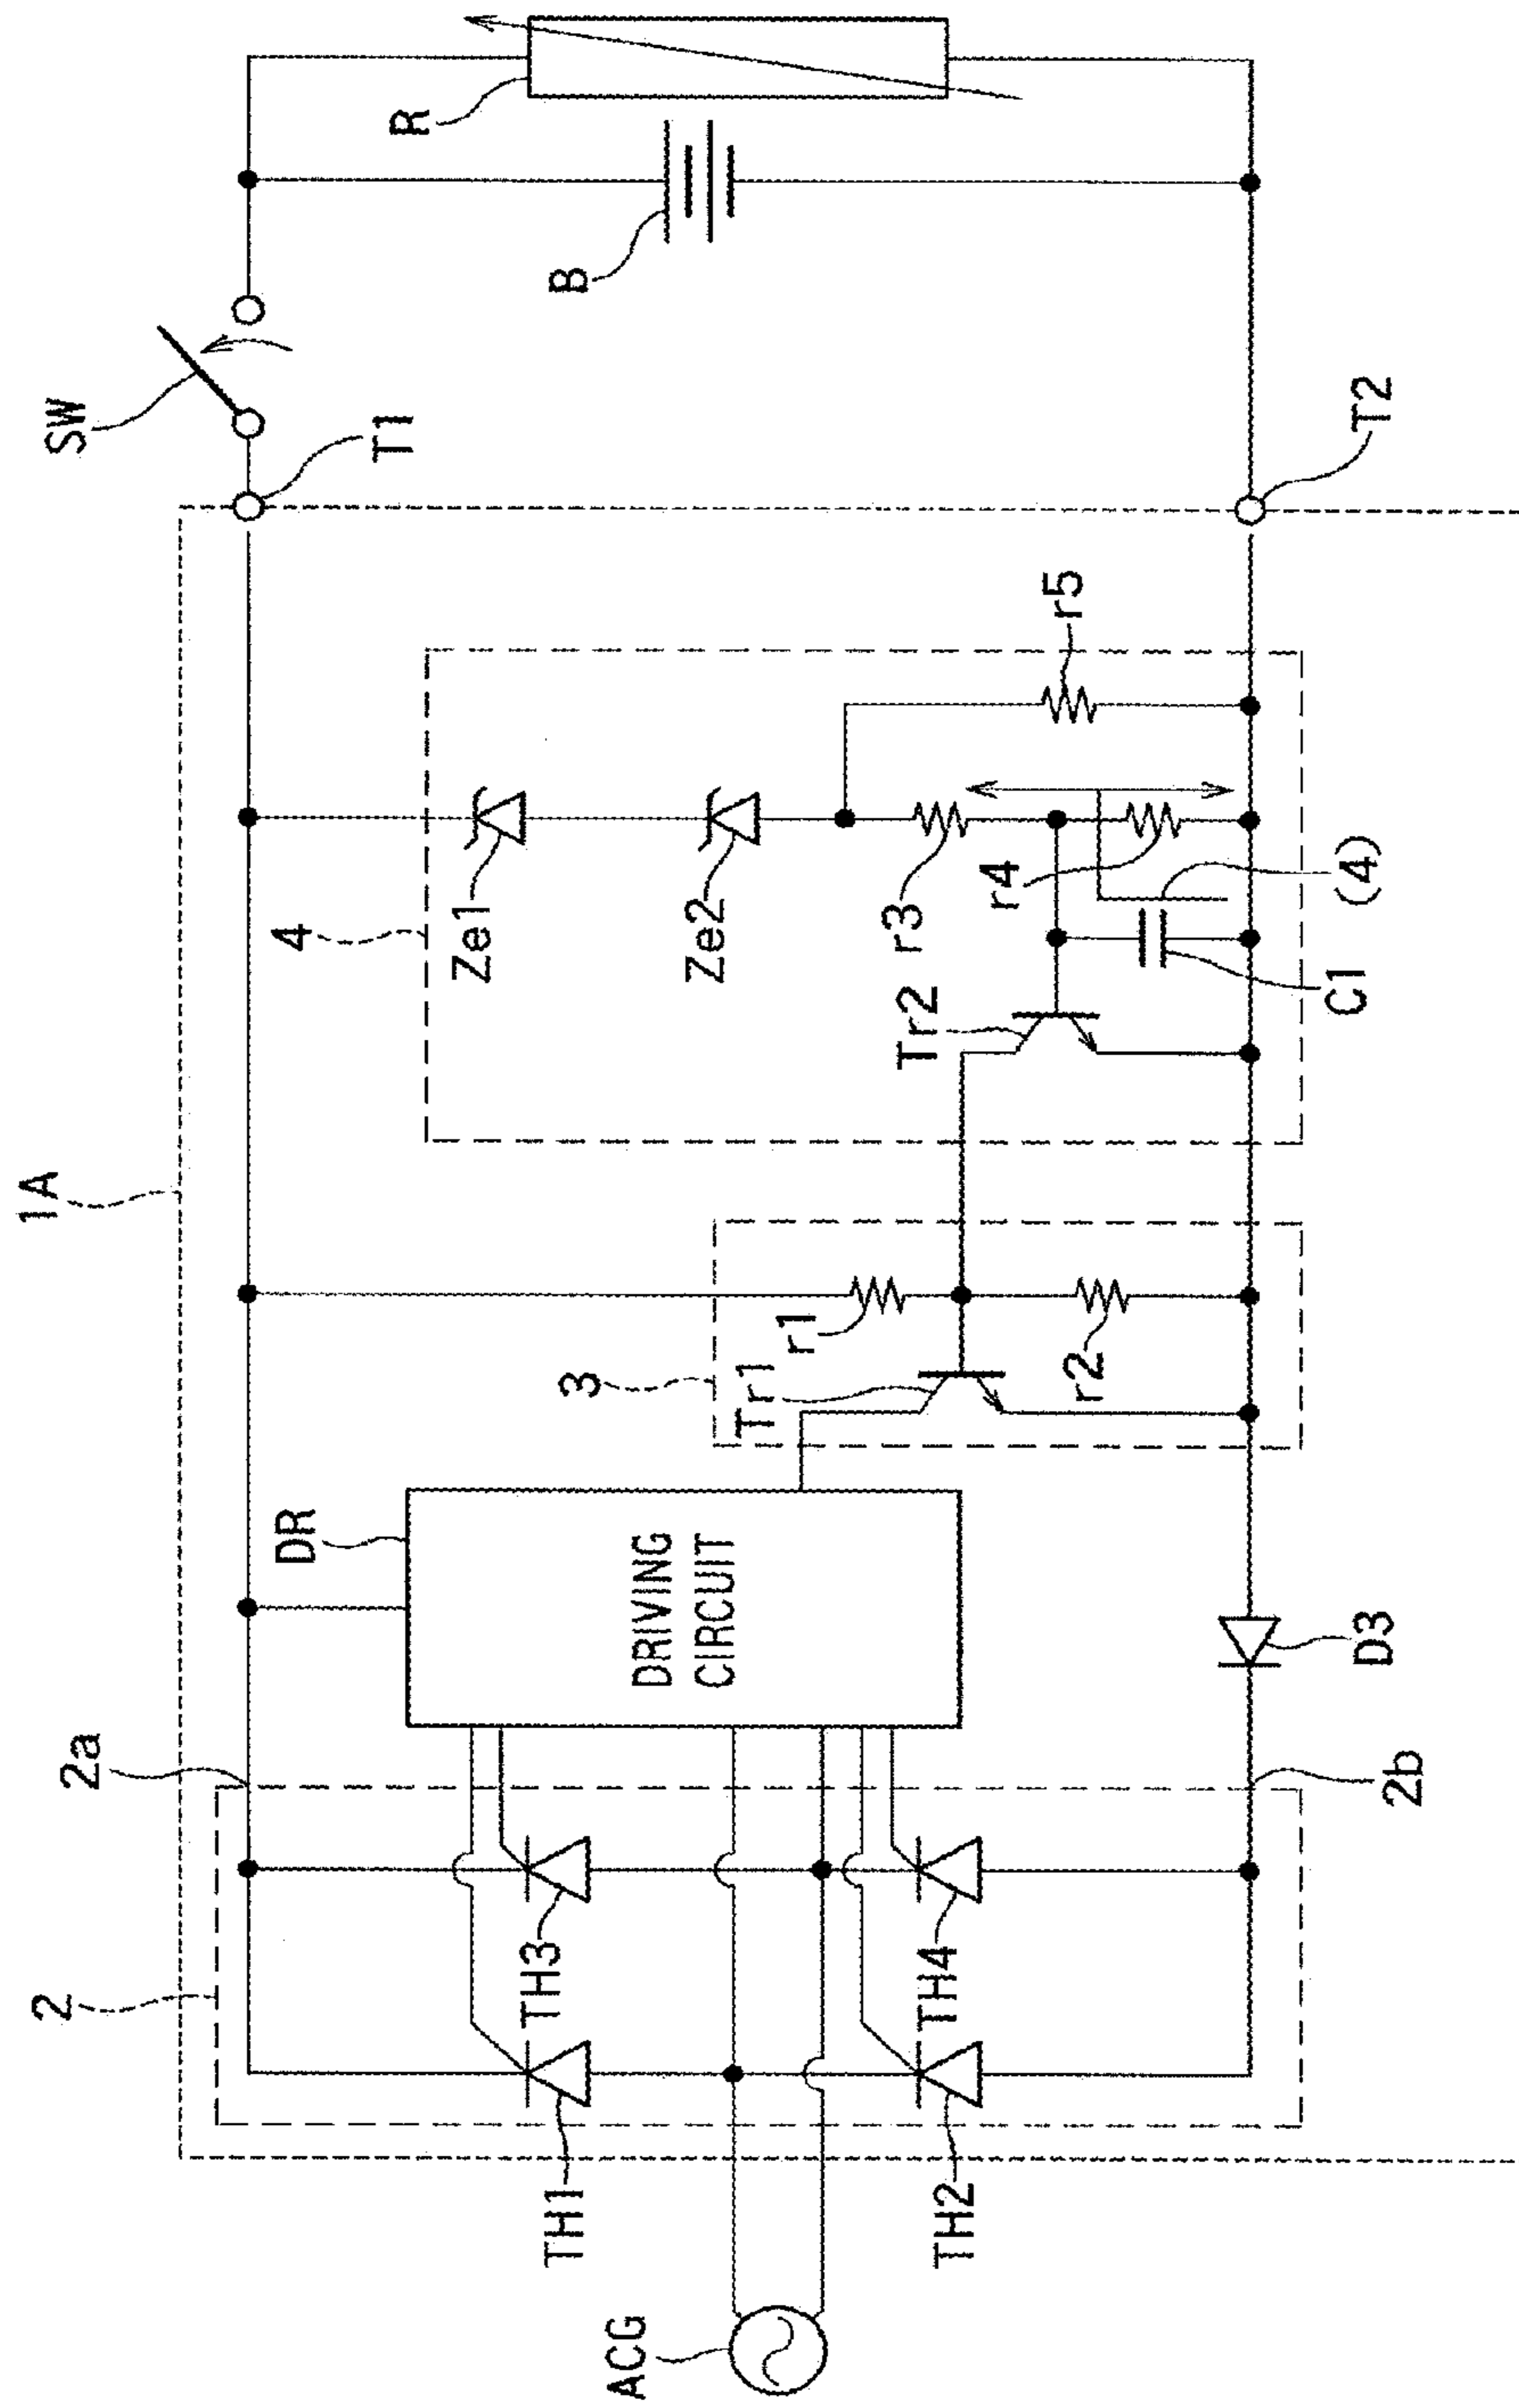 1A
SW
T1
R
B
T2
4
Ze1
Ze2
r3
r4
r5
(4)
C1
Tr2
3
Tr1
r1
r2
DR
DRIVING
CIRCUIT
D3
2a
2b
2
TH3
TH4
TH1
TH2
ACG